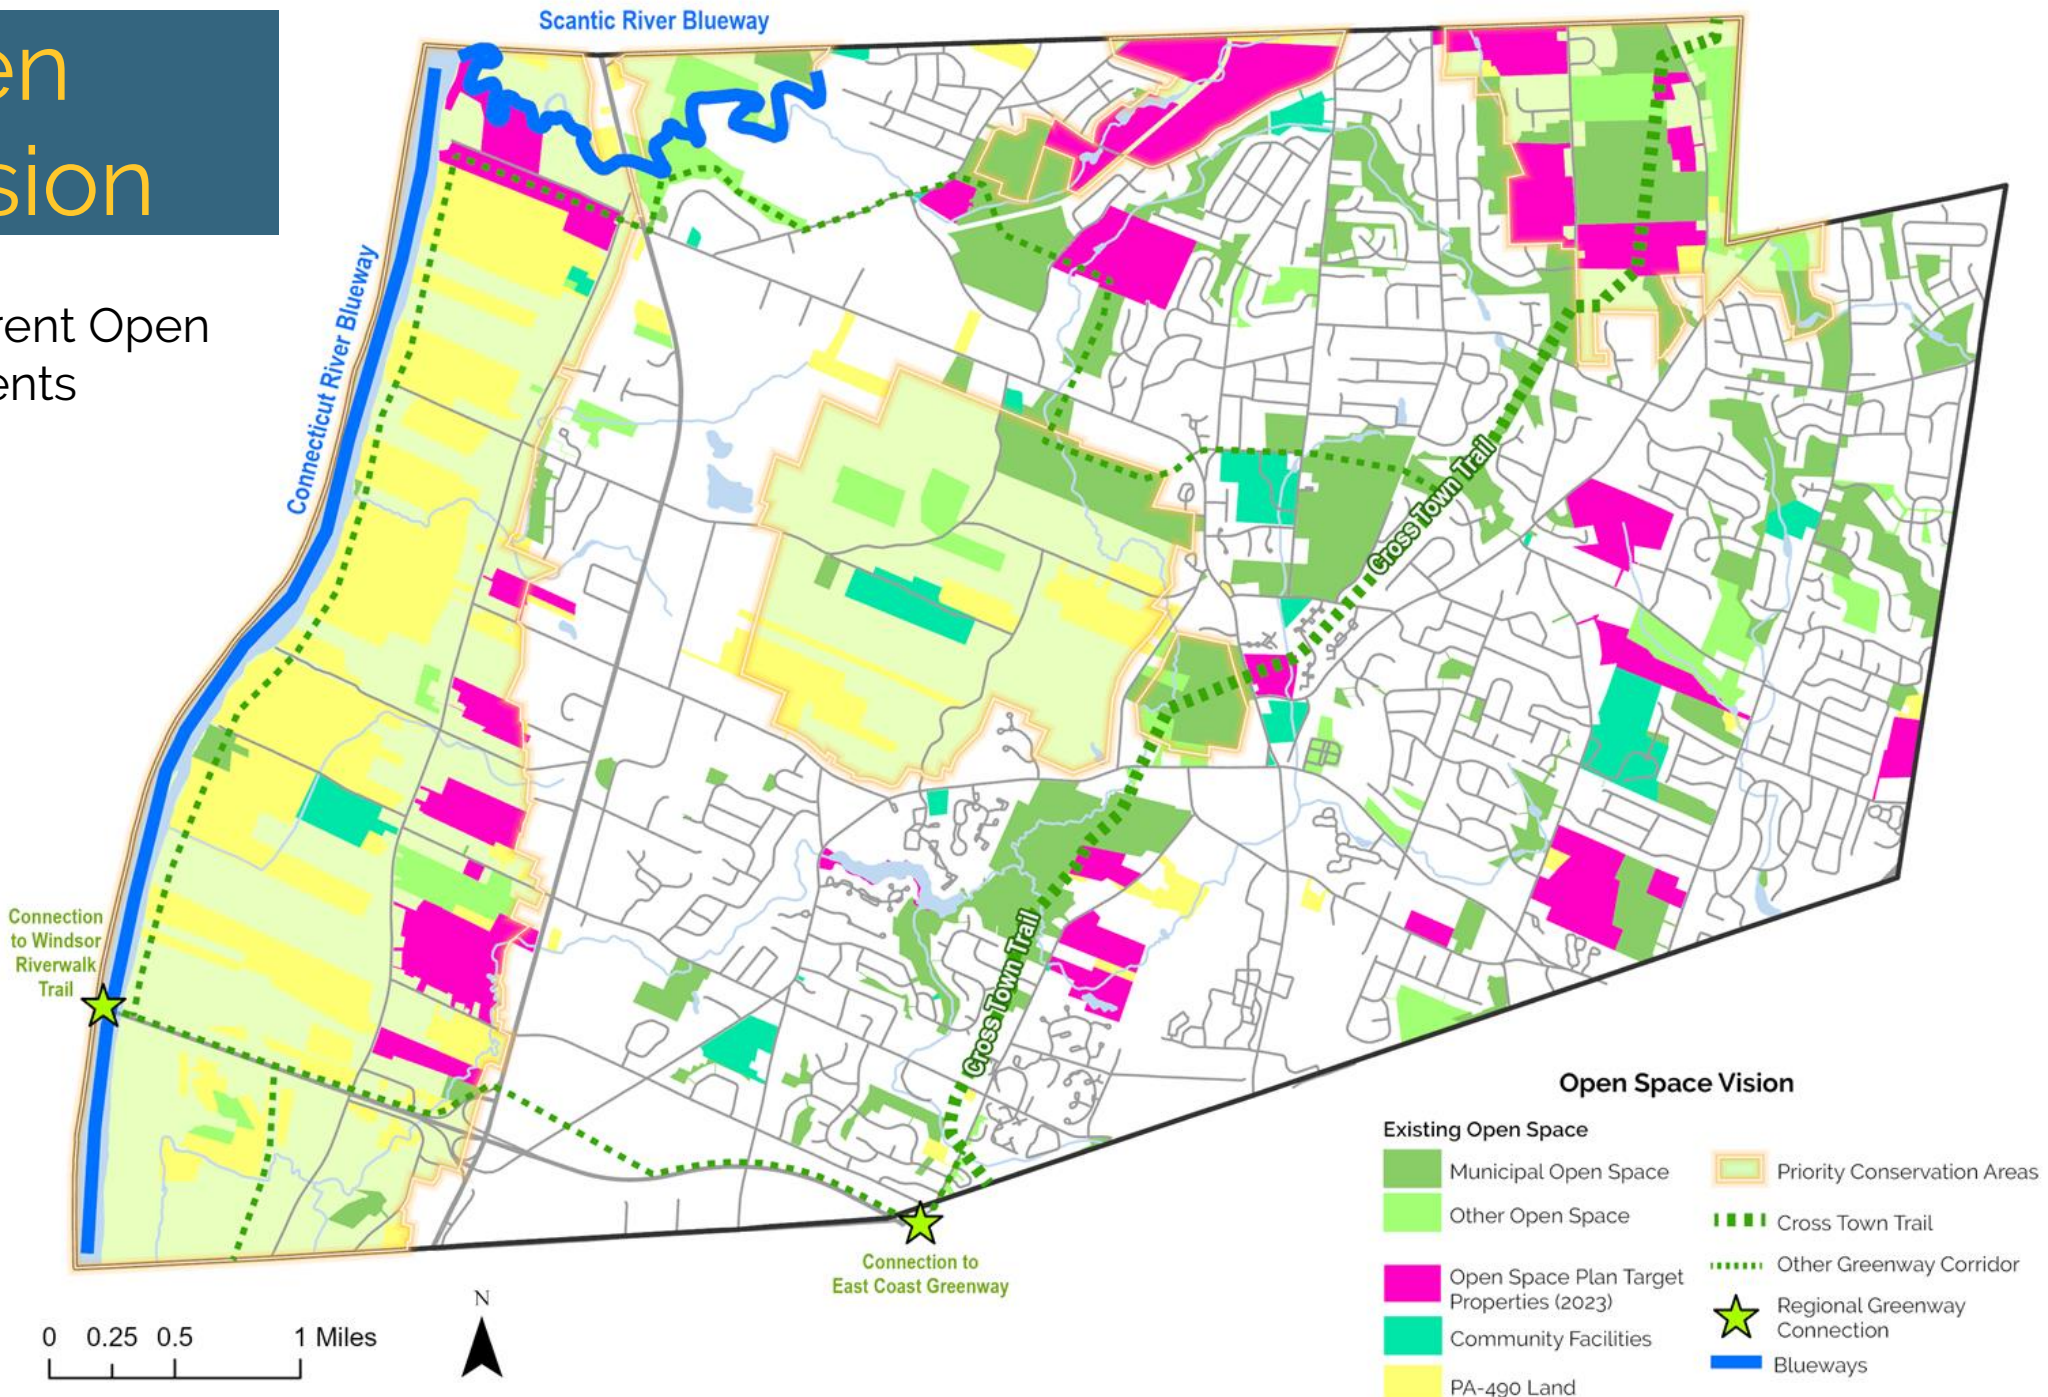 en
sion
rent Open
ents
Scantic River Blueway
Connecticut River Blueway
Cross Town Trail
Cross Town Trail
Connection
to Windsor
Riverwalk
Trail
Connection to
East Coast Greenway
N
0 0.25 0.5 1 Miles
Open Space Vision
Existing Open Space
Municipal Open Space
Other Open Space
Open Space Plan Target
Properties (2023)
Community Facilities
PA-490 Land
Priority Conservation Areas
Cross Town Trail
Other Greenway Corridor
Regional Greenway
Connection
Blueways